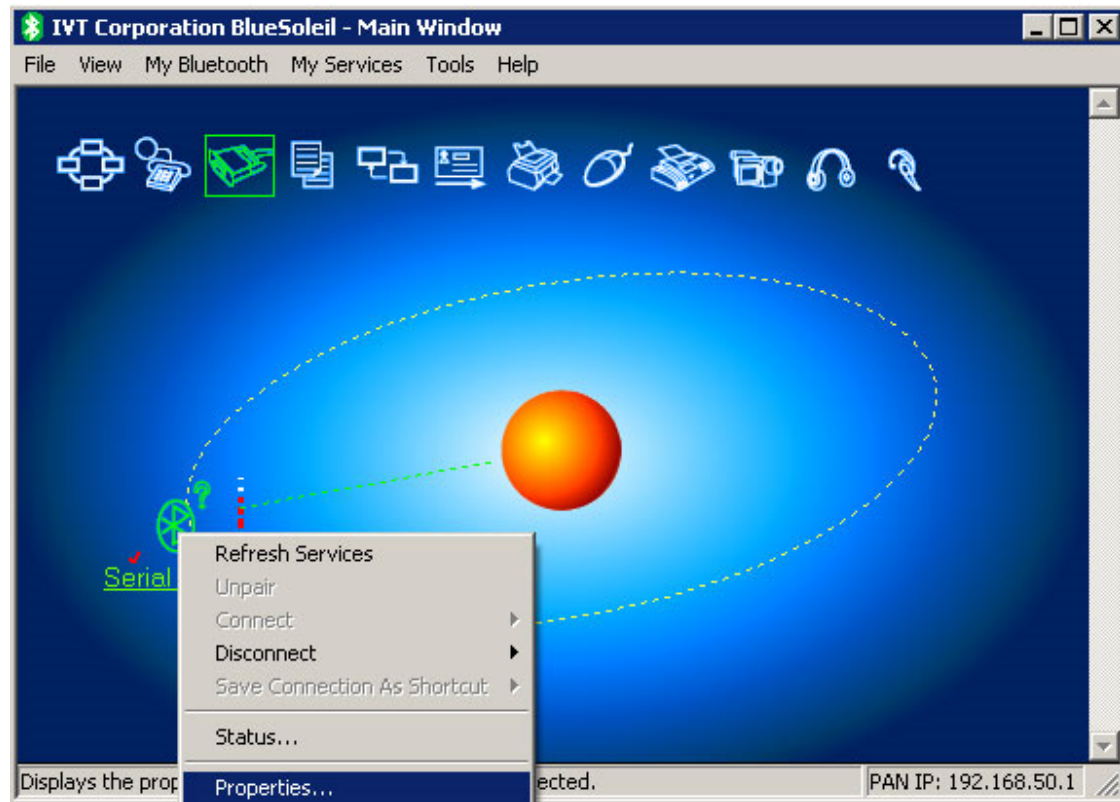 IVT Corporation BlueSoleil - Main Window
File View My Bluetooth My Services Tools Help
Serial
Refresh Services
Unpair
Connect
Disconnect
Save Connection As Shortcut
Status...
Properties...
Displays the prop ected. PAN IP: 192.168.50.1